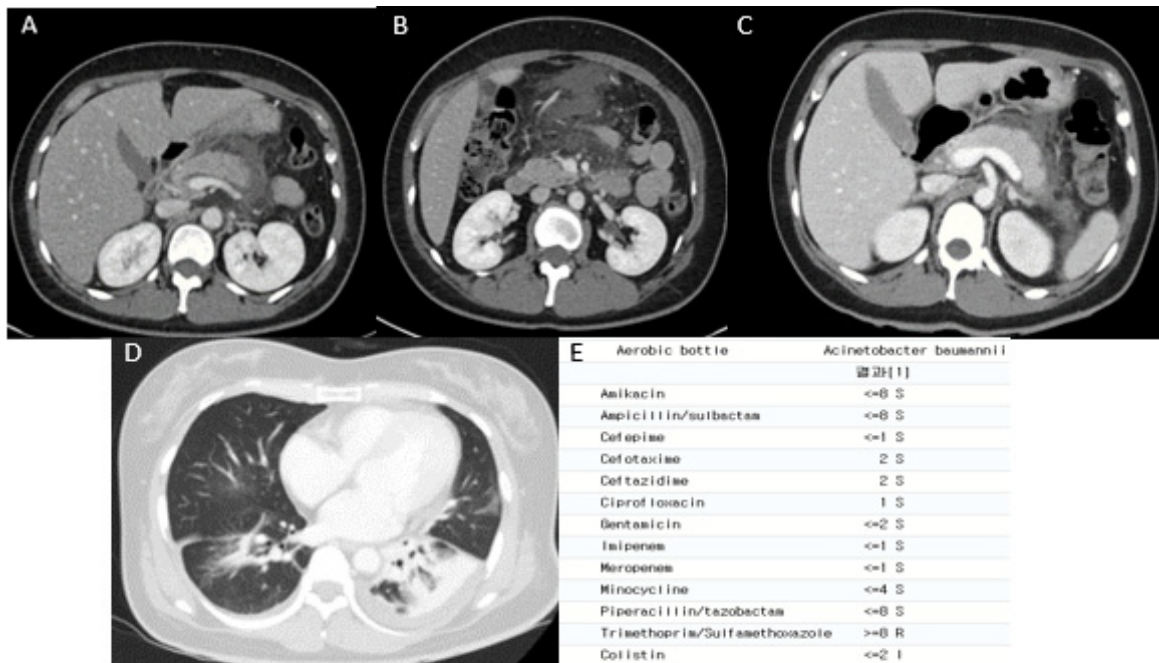 A
B
C
D
E
Aerobic bottle Acinetobacter baumannii
결과[1]
Amikacin <=8 S
Ampicillin/sulbactam <=8 S
Cefepime <=1 S
Cefotaxime 2 S
Ceftazidime 2 S
Ciprofloxacin 1 S
Gentamicin <=2 S
Imipenem <=1 S
Meropenem <=1 S
Minocycline <=4 S
Piperacillin/tazobactam <=8 S
Trimethoprim/Sulfamethoxazole >=8 R
Colistin <=2 I